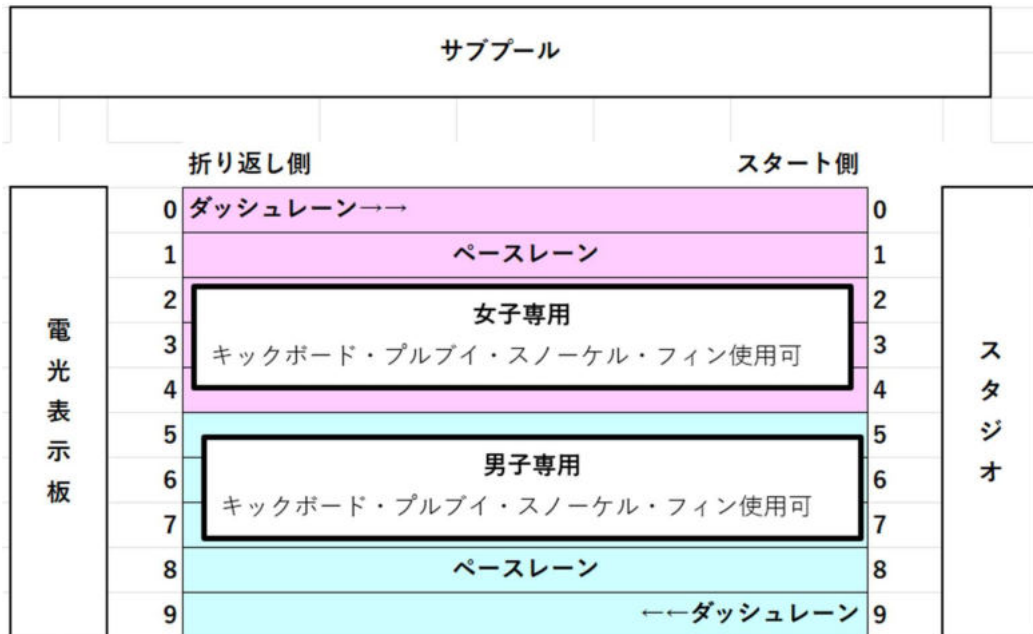 サブプール
折り返し側
スタート側
0 ダッシュレーン→→ 0
1 ペースレーン 1
2 2
女子専用
3 3
キックボード・プルブイ・スノーケル・フィン使用可
4 4
5 5
男子専用
6 6
キックボード・プルブイ・スノーケル・フィン使用可
7 7
8 ペースレーン 8
9 ←←ダッシュレーン 9
電光表示板
スタジオ